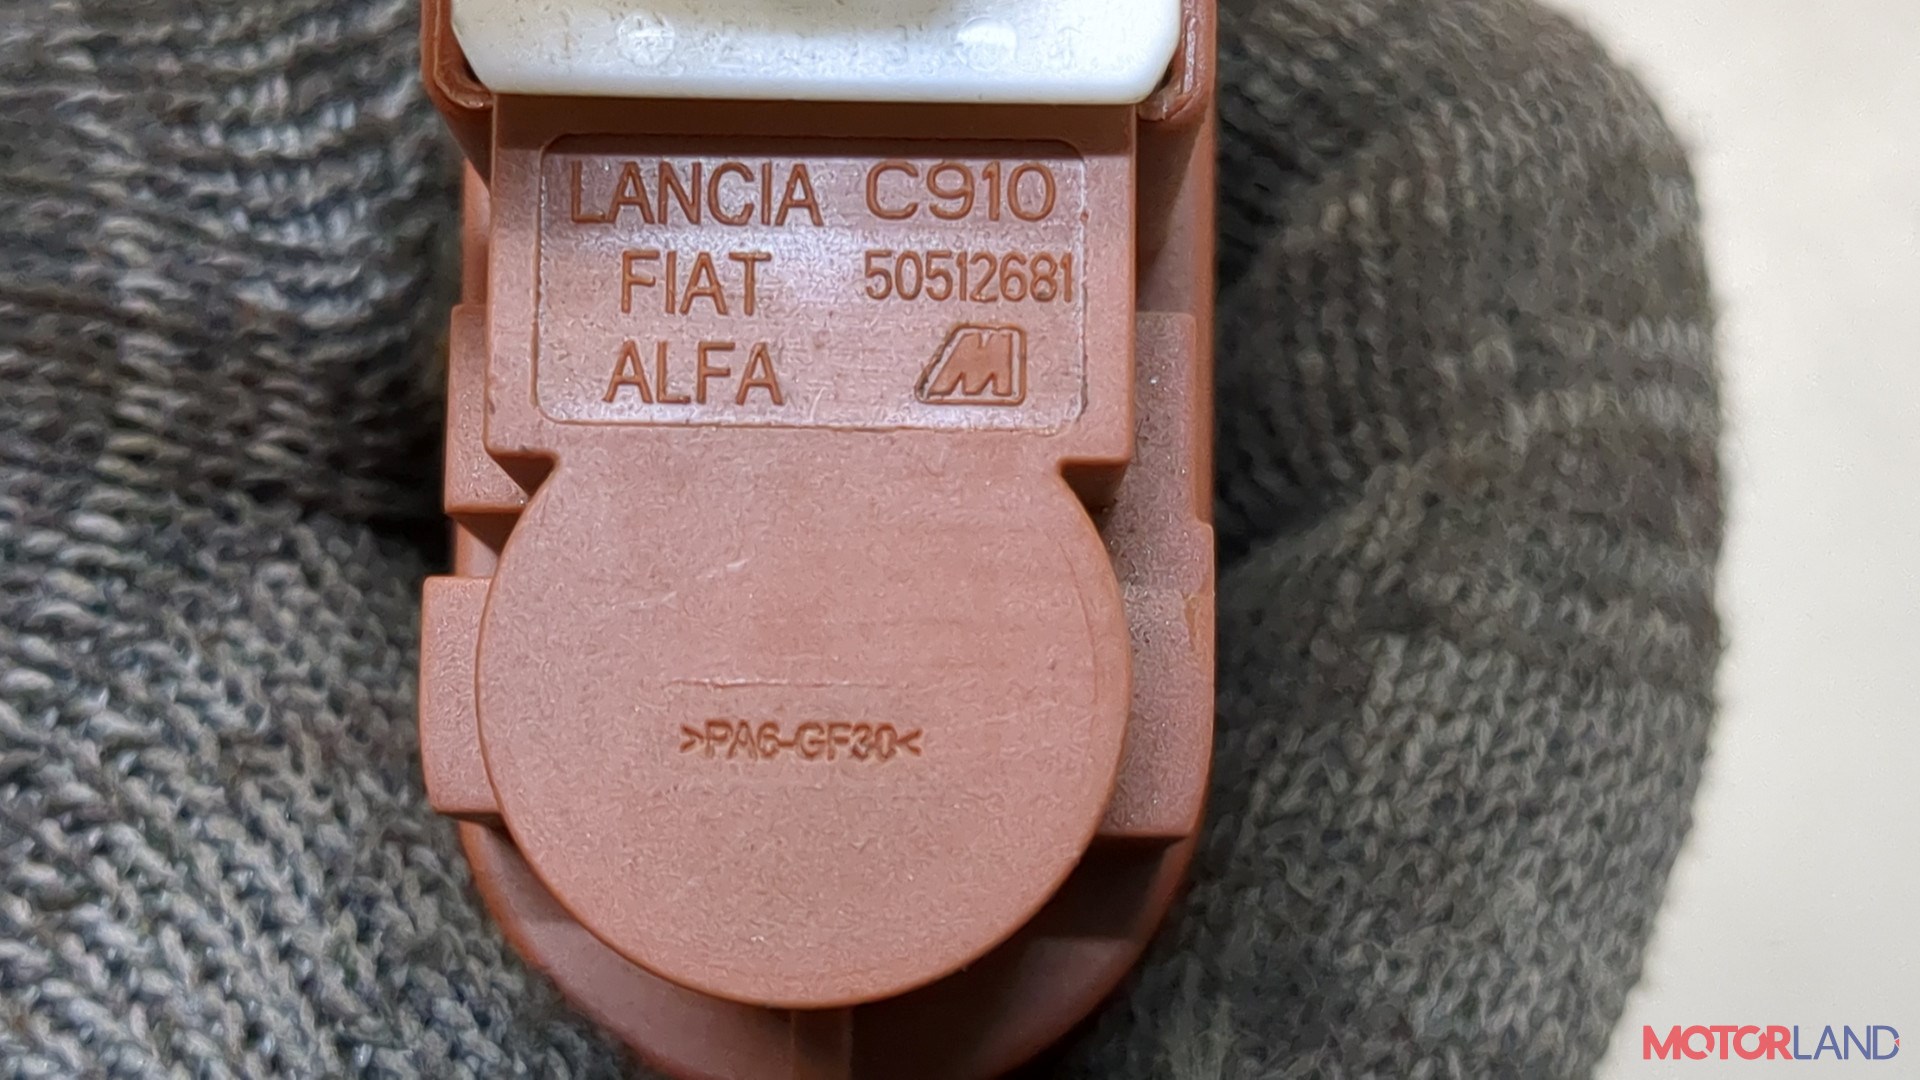 LANCIA C910
FIAT 50512681
ALFA M
>PA6-GF30<
MOTORLAND